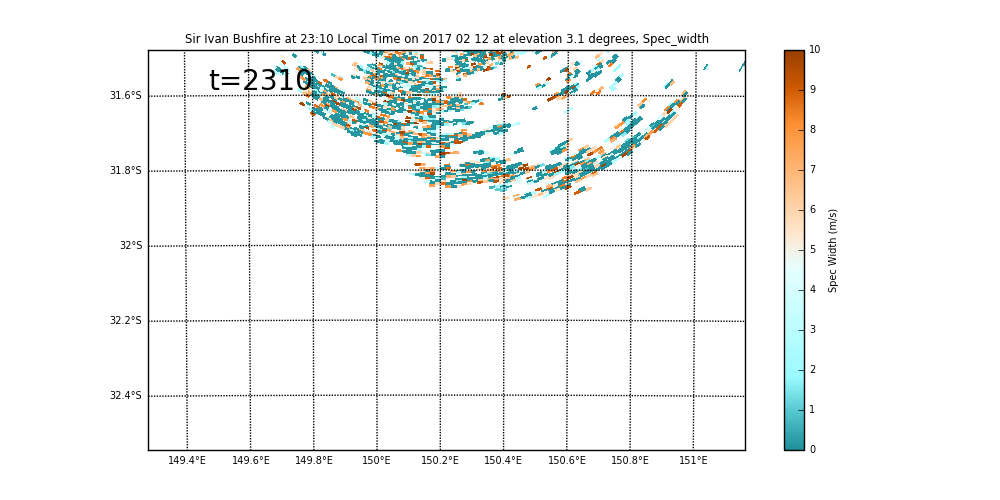 Sir Ivan Bushfire at 23:10 Local Time on 2017 02 12 at elevation 3.1 degrees, Spec_width
t=2310
31.6°S
31.8°S
32°S
32.2°S
32.4°S
149.4°E 149.6°E 149.8°E 150°E 150.2°E 150.4°E 150.6°E 150.8°E 151°E
10
9
8
7
6
5
4
3
2
1
0
Spec Width (m/s)